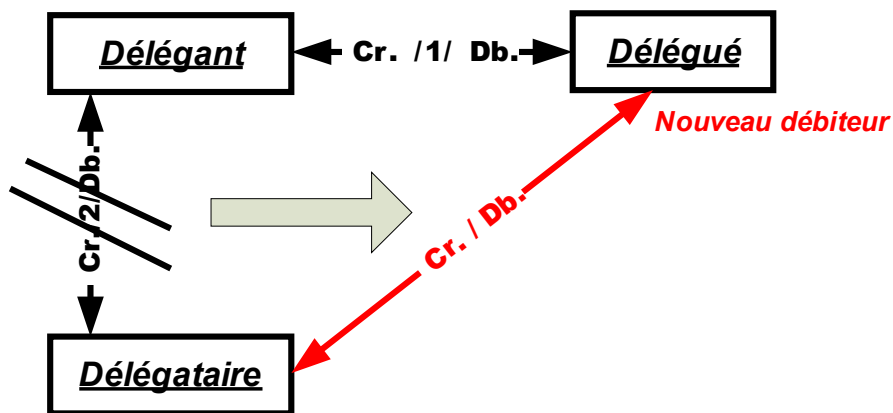 Délégant
Cr. /1/ Db.
Délégué
Nouveau débiteur
Cr./2/Db.
Cr. / Db.
Délégataire